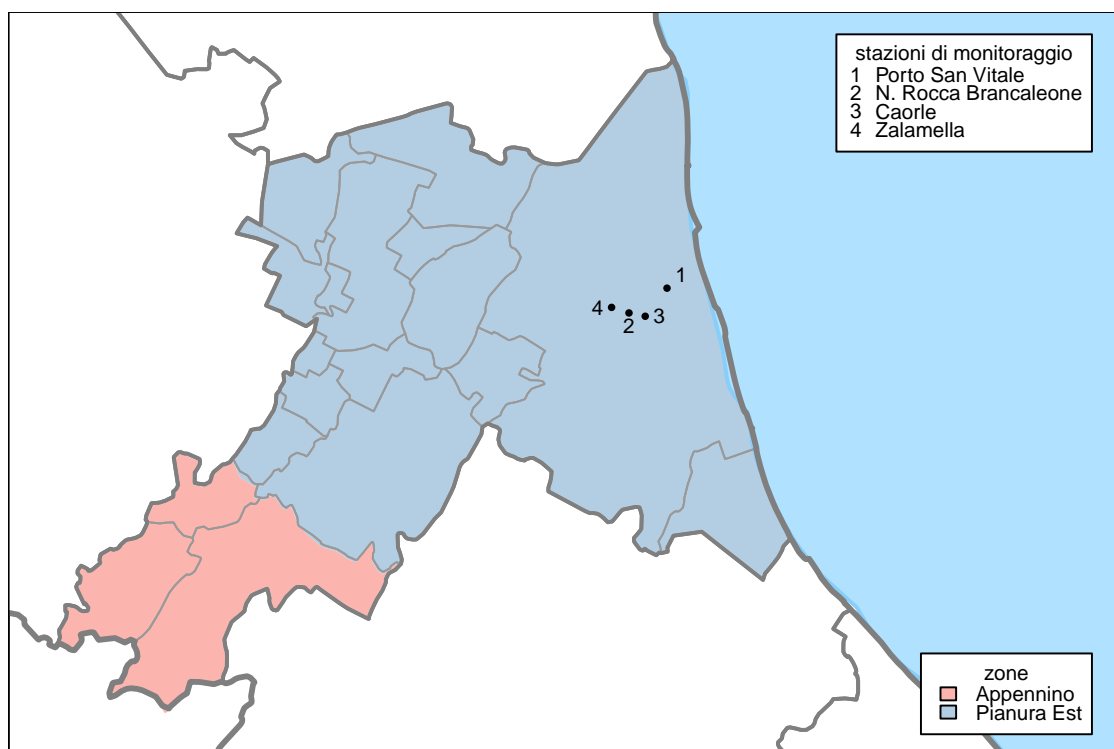 stazioni di monitoraggio
1 Porto San Vitale
2 N. Rocca Brancaleone
3 Caorle
4 Zalamella
1
4
2
3
zone
Appennino
Pianura Est